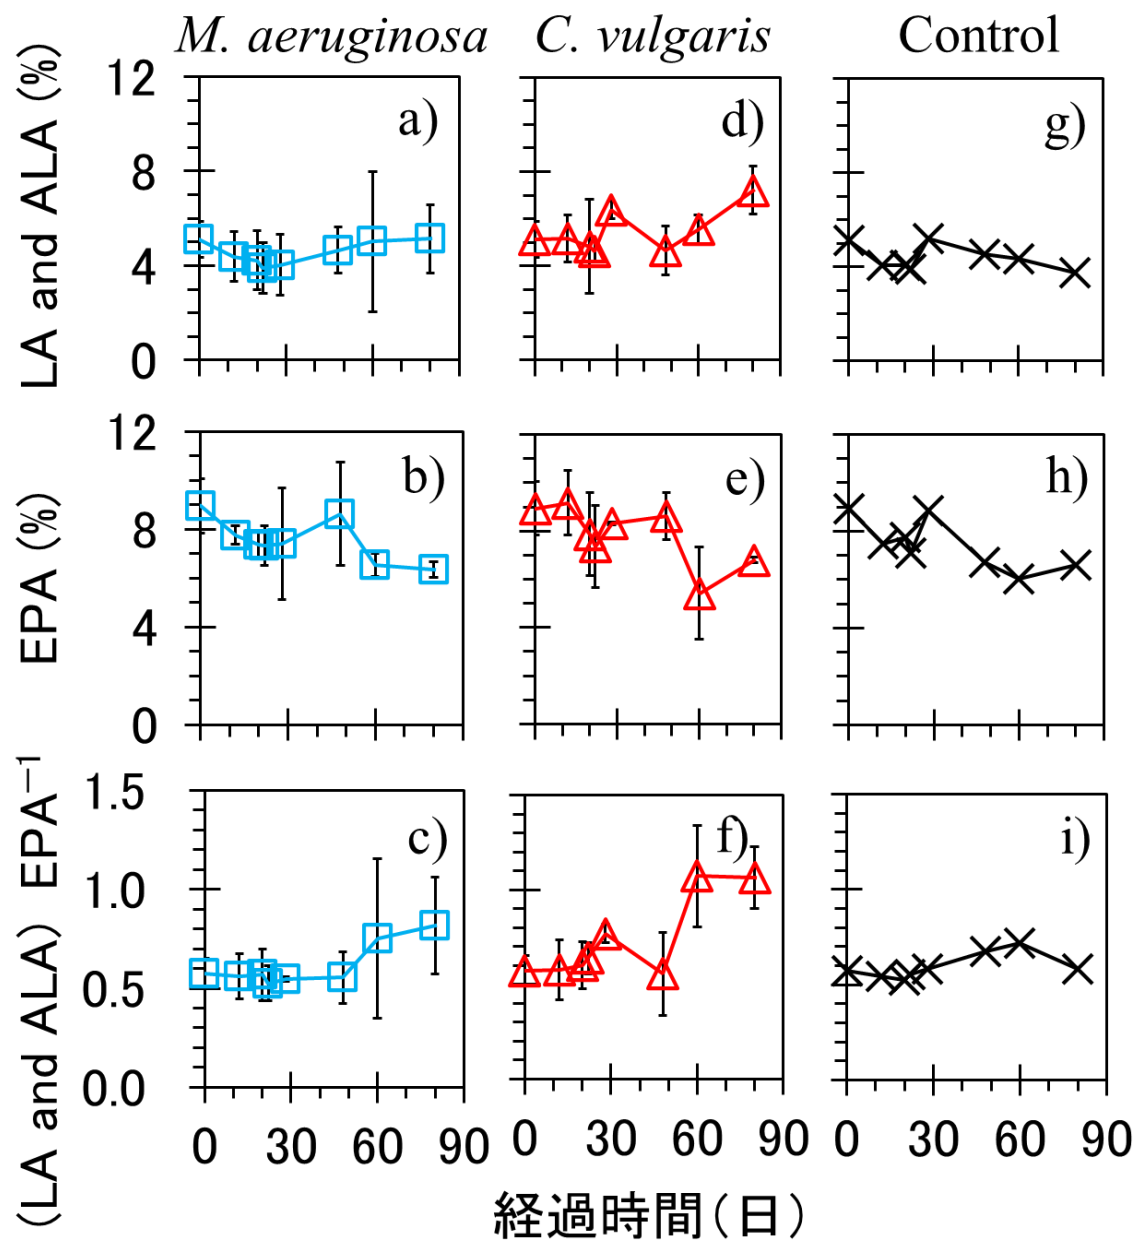 M. aeruginosa C. vulgaris Control
LA and ALA (%)
12
8
4
0
a)
d)
g)
EPA (%)
12
8
4
0
b)
e)
h)
(LA and ALA) EPA⁻¹
1.5
1.0
0.5
0.0
c)
f)
i)
0 30 60 90 0 30 60 90 0 30 60 90
経過時間(日)